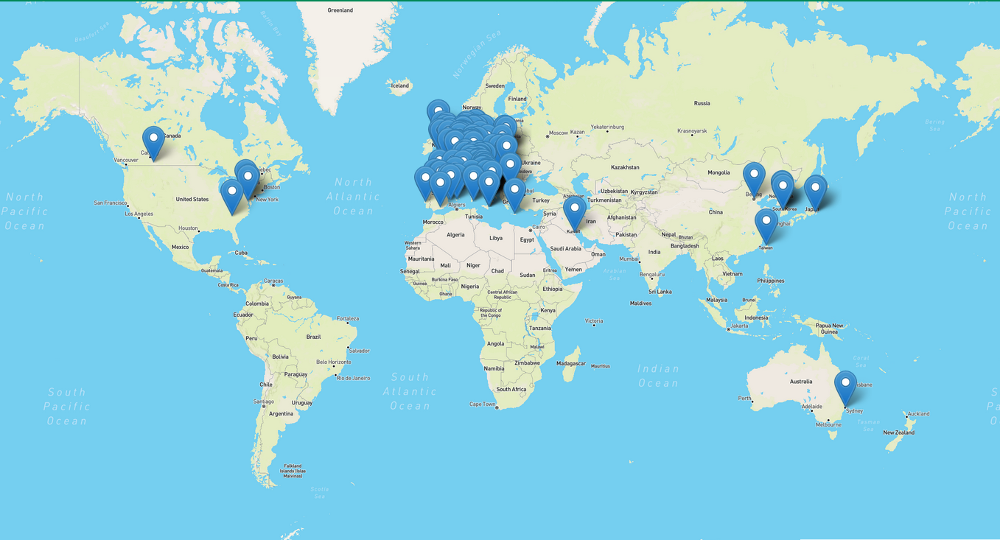 Greenland
Beaufort Sea
Baffin Bay
Norwegian Sea
Iceland
Sweden
Finland
Norway
Russia
Bering
Sea
Moscow
Kazan
Yekaterinburg
Krasnoyarsk
Canada
Vancouver
Ukraine
Kazakhstan
Mongolia
Boston
New York
North
Atlantic
Ocean
North
Pacific
Ocean
San Francisco
United States
Los Angeles
Houston
Algiers
Tunisia
Turkey
Syria
Azerbaijan
Uzbekistan
Kyrgyzstan
Turkmenistan
China
South Korea
North
Pacific
Ocean
Morocco
Cairo
Kuwait
Iran
Afghanistan
Pakistan
Nepal
Bhutan
Bangladesh
Taiwan
Mexico
Cuba
Algeria
Libya
Egypt
Saudi Arabia
Oman
India
Mumbai
Western
Sahara
Mauritania
Mali
Niger
Chad
Sudan
Eritrea
Yemen
Arabian
Sea
Laos
Vietnam
Philippines
Guatemala
Costa Rica
Caracas
Senegal
Guinea
Burkina Faso
Ghana
Nigeria
Central African
Republic
Ethiopia
Bengaluru
Sri Lanka
Maldives
Malaysia
Brunei
Colombia
Guyana
Ecuador
Fortaleza
Republic of
the Congo
Kenya
Victoria
Tanzania
Indonesia
Jakarta
Papua New
Guinea
Peru
Brazil
Salvador
Bolivia
Belo Horizonte
Angola
Malawi
Zimbabwe
Madagascar
Mauritius
Namibia
Indian
Ocean
Coral
Sea
Australia
Paraguay
Rio de Janeiro
Chile
South
Atlantic
Ocean
South Africa
Cape Town
Perth
Adelaide
Sydney
Melbourne
Tasman
Sea
Auckland
New Zealand
South
Pacific
Ocean
Santiago
Uruguay
Argentina
Falkland
Islands (Islas
Malvinas)
Scotia
Sea